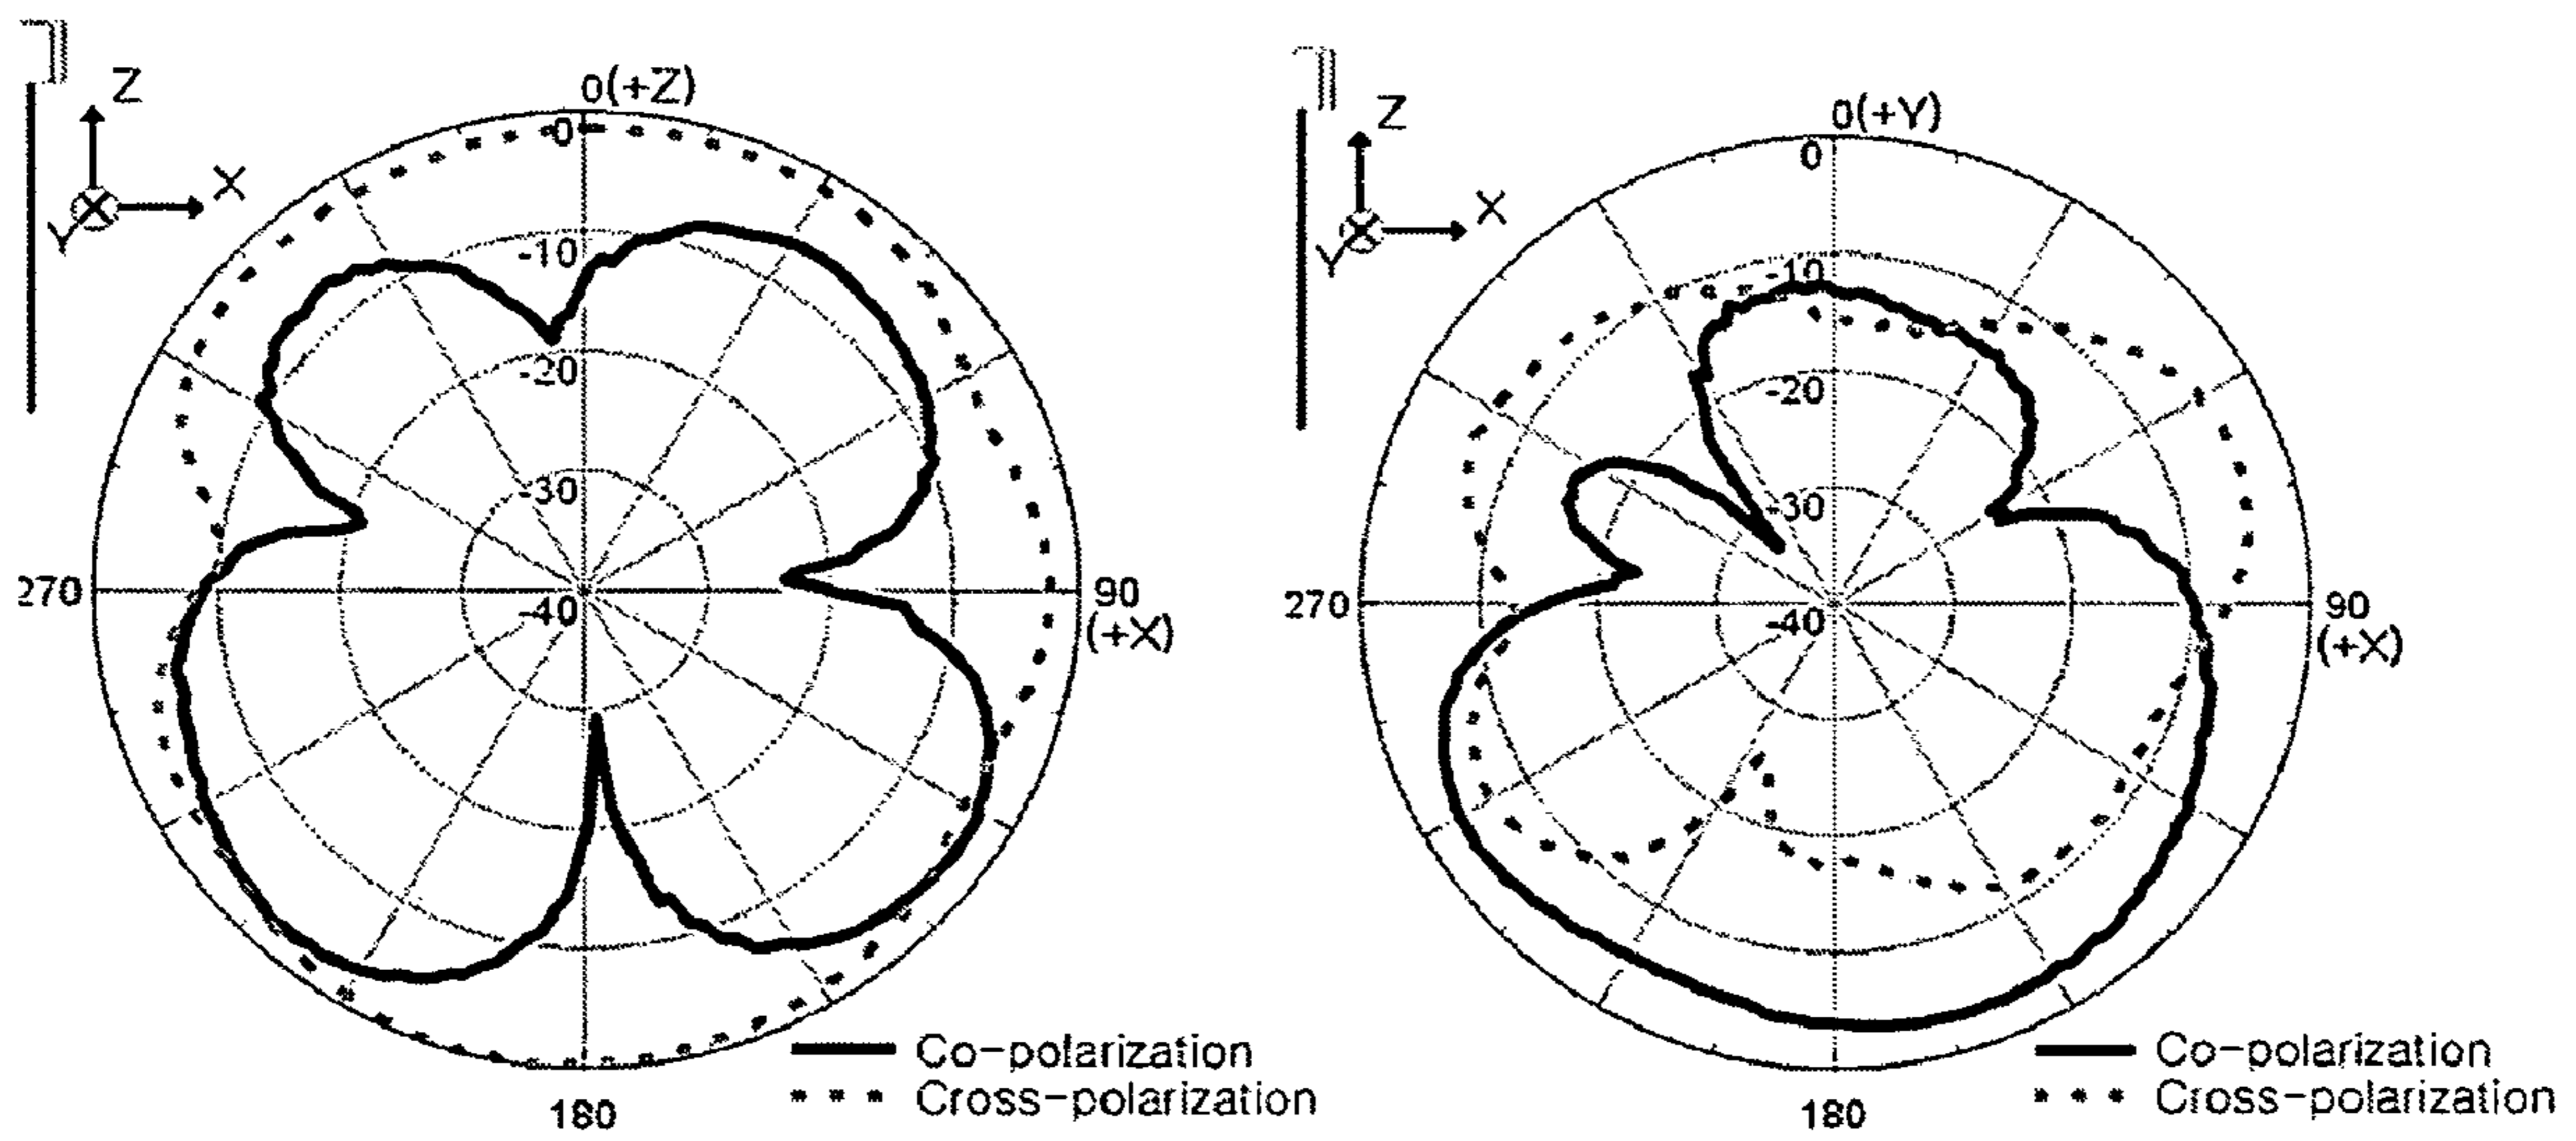 Z
X
Y
0(+Z)
0
-10
-20
-30
-40
270
90
(+X)
180
Co-polarization
Cross-polarization
Z
X
Y
0(+Y)
0
-10
-20
-30
-40
270
90
(+X)
180
Co-polarization
Cross-polarization